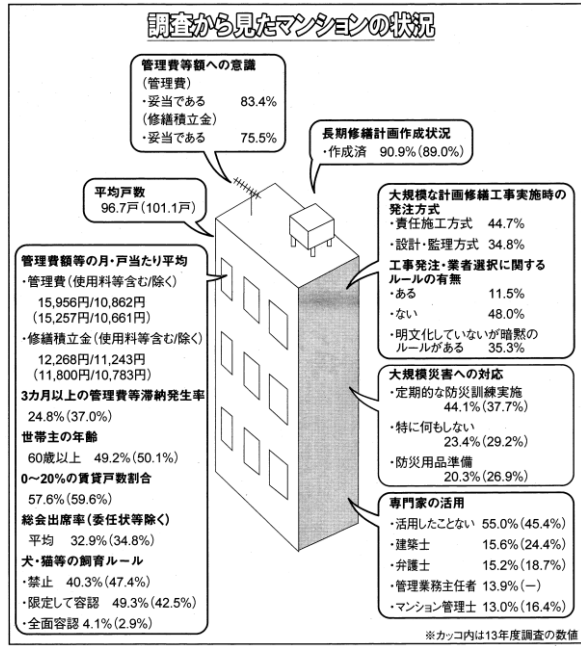 調査から見たマンションの状況
管理費等額への意識
(管理費)
・妥当である 83.4%
(修繕積立金)
・妥当である 75.5%
長期修繕計画作成状況
・作成済 90.9%(89.0%)
平均戸数
96.7戸(101.1戸)
大規模な計画修繕工事実施時の
発注方式
・責任施工方式 44.7%
・設計・監理方式 34.8%
工事発注・業者選択に関する
ルールの有無
・ある 11.5%
・ない 48.0%
・明文化していないが暗黙の
ルールがある 35.3%
管理費額等の月・戸当たり平均
・管理費(使用料等含む/除く)
15,956円/10,862円
(15,257円/10,661円)
・修繕積立金(使用料等含む/除く)
12,268円/11,243円
(11,800円/10,783円)
3カ月以上の管理費等滞納発生率
24.8%(37.0%)
世帯主の年齢
60歳以上 49.2%(50.1%)
0〜20%の賃貸戸数割合
57.6%(59.6%)
総会出席率(委任状等除く)
平均 32.9%(34.8%)
犬・猫等の飼育ルール
・禁止 40.3%(47.4%)
・限定して容認 49.3%(42.5%)
・全面容認 4.1%(2.9%)
大規模災害への対応
・定期的な防災訓練実施
44.1%(37.7%)
・特に何もしない
23.4%(29.2%)
・防災用品準備
20.3%(26.9%)
専門家の活用
・活用したことない 55.0%(45.4%)
・建築士 15.6%(24.4%)
・弁護士 15.2%(18.7%)
・管理業務主任者 13.9%(ー)
・マンション管理士 13.0%(16.4%)
※カッコ内は13年度調査の数値